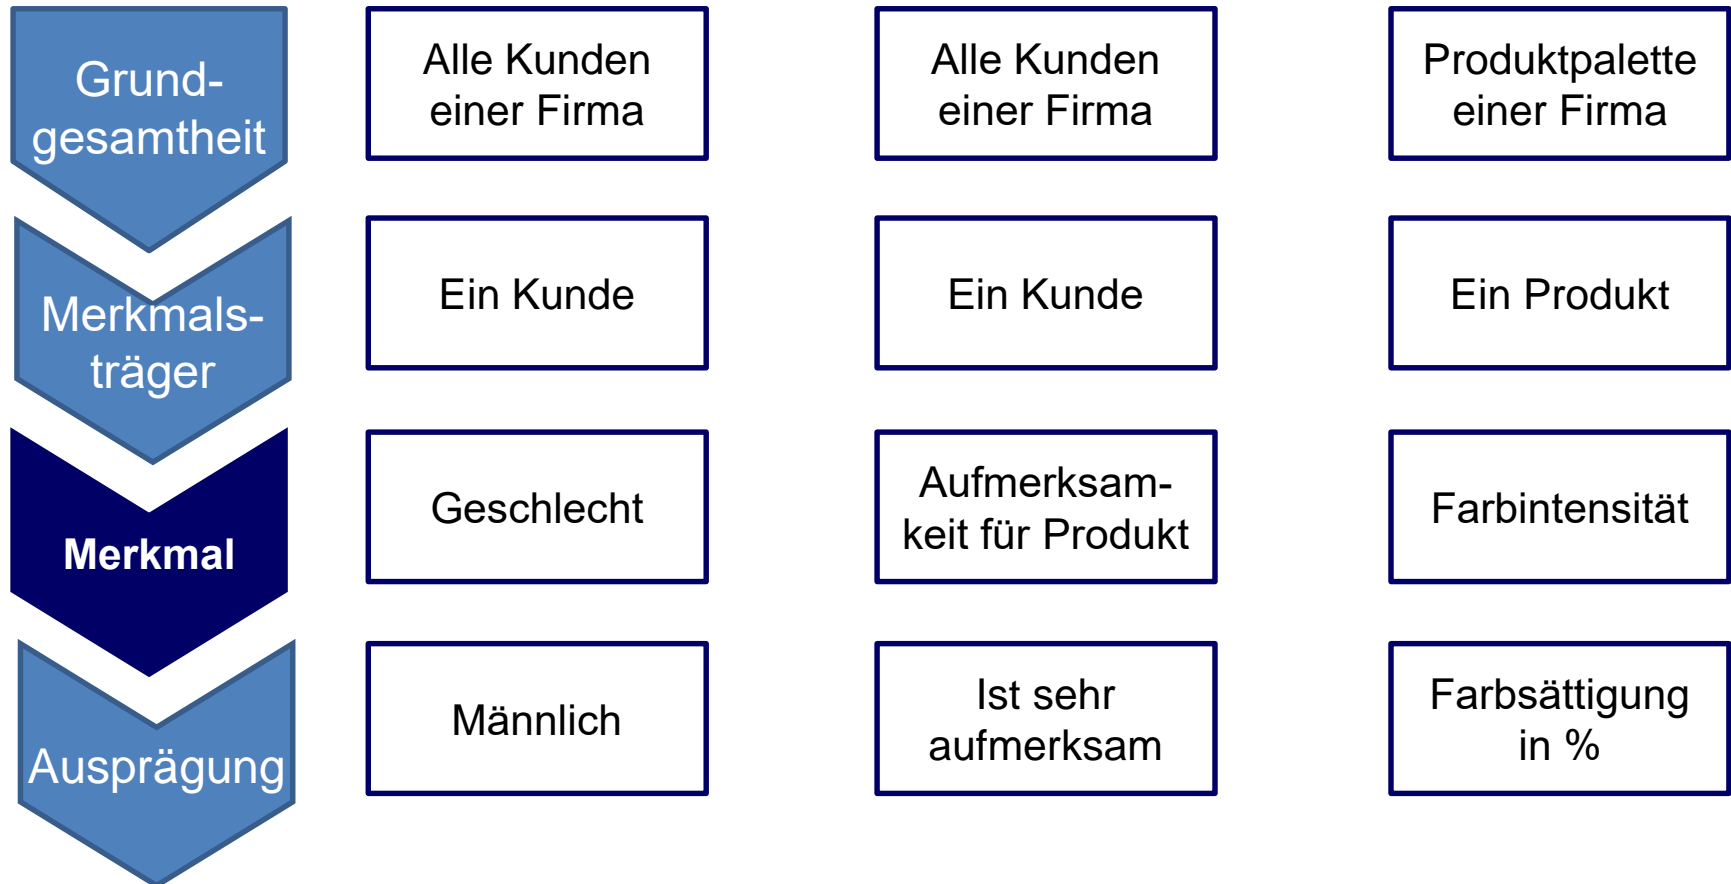 Grund-
gesamtheit
Alle Kunden
einer Firma
Alle Kunden
einer Firma
Produktpalette
einer Firma
Merkmals-
träger
Ein Kunde
Ein Kunde
Ein Produkt
Merkmal
Geschlecht
Aufmerksam-
keit für Produkt
Farbintensität
Ausprägung
Männlich
Ist sehr
aufmerksam
Farbsättigung
in %